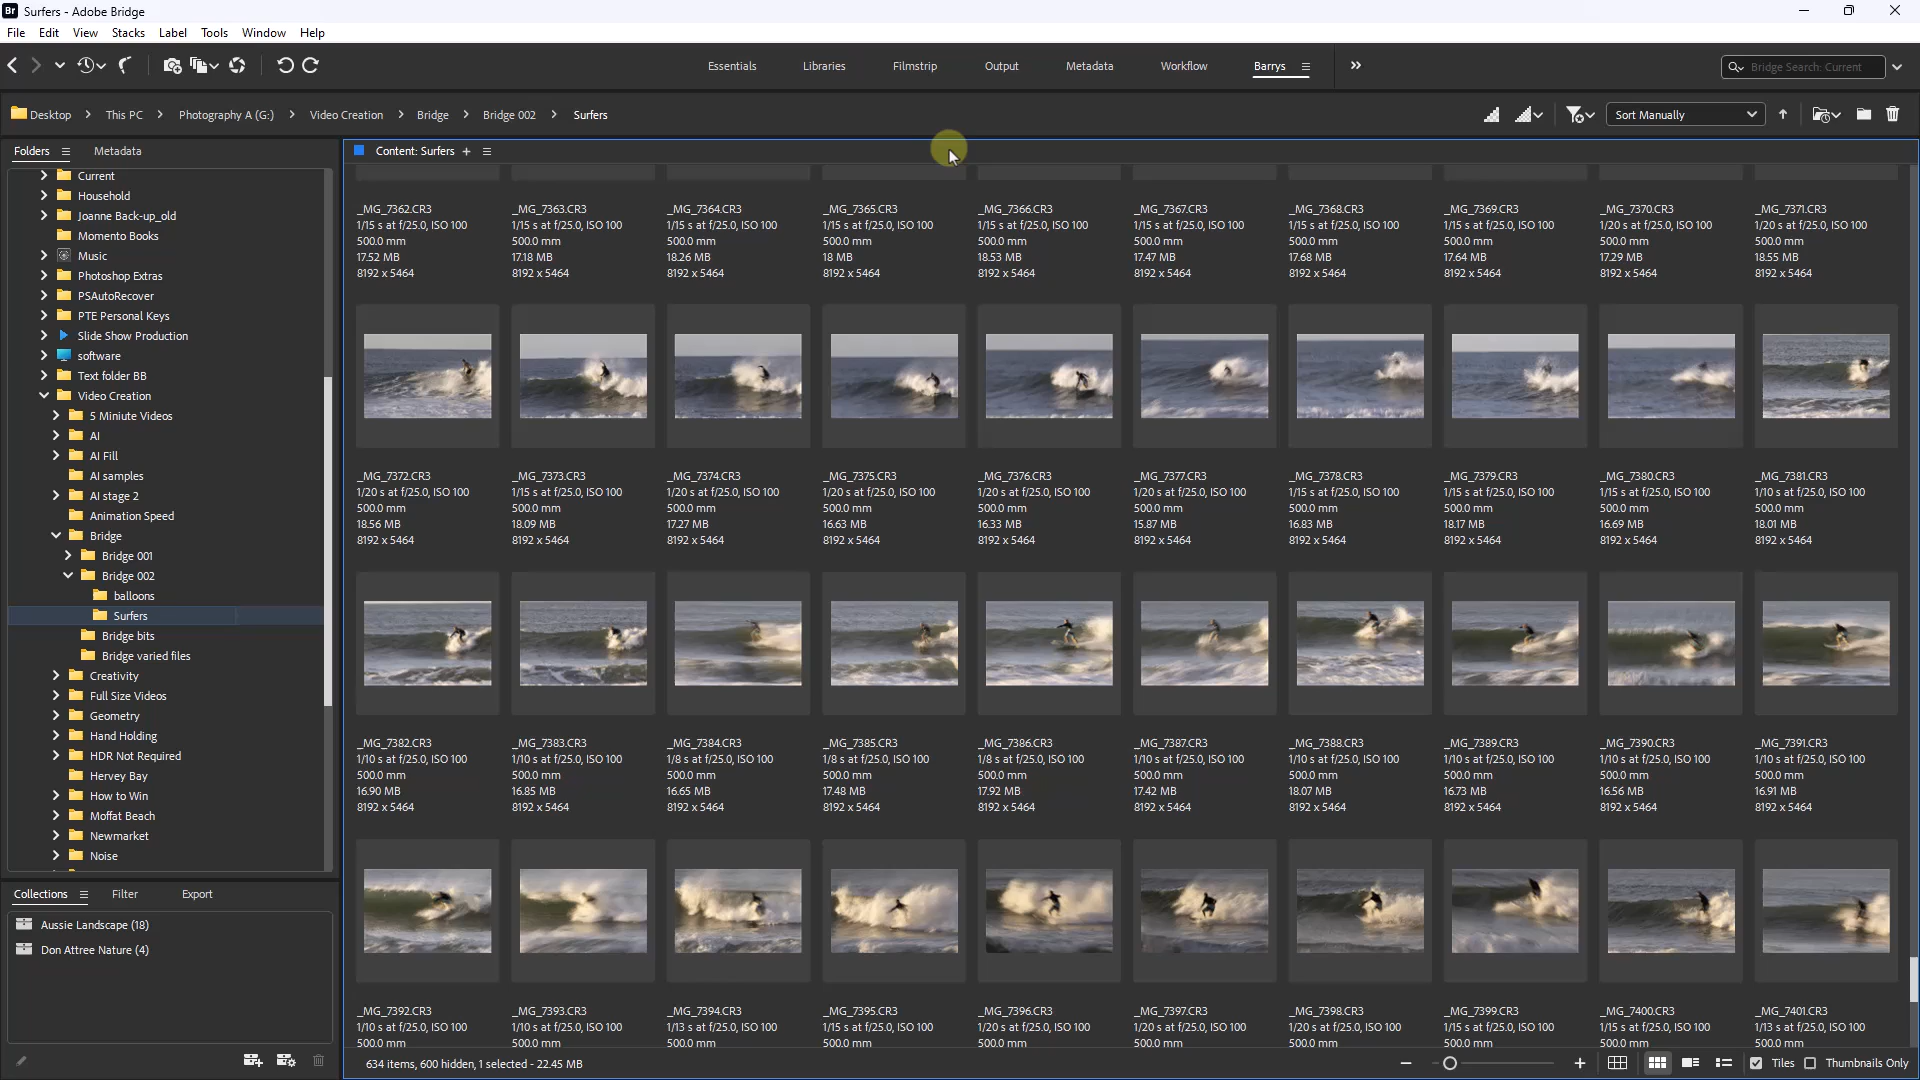 Br Surfers - Adobe Bridge
File Edit View Stacks Label Tools Window Help
Essentials Libraries Filmstrip Output Metadata Workflow Barrys Bridge Search: Current
Desktop This PC Photography A (G:) Video Creation Bridge Bridge 002 Surfers Sort Manually
Folders Metadata
Content: Surfers
Current
Household
Joanne Back-up_old
Momento Books
Music
Photoshop Extras
PSAutoRecover
PTE Personal Keys
Slide Show Production
software
Text folder BB
Video Creation
5 Miniute Videos
AI
AI Fill
AI samples
AI stage 2
Animation Speed
Bridge
Bridge 001
Bridge 002
balloons
Surfers
Bridge bits
Bridge varied files
Creativity
Full Size Videos
Geometry
Hand Holding
HDR Not Required
Hervey Bay
How to Win
Moffat Beach
Newmarket
Noise
Collections Filter Export
Aussie Landscape (18)
Don Attree Nature (4)
_MG_7362.CR3 _MG_7363.CR3 _MG_7364.CR3 _MG_7365.CR3 _MG_7366.CR3 _MG_7367.CR3 _MG_7368.CR3 _MG_7369.CR3 _MG_7370.CR3 _MG_7371.CR3
1/15 s at f/25.0, ISO 100 1/15 s at f/25.0, ISO 100 1/15 s at f/25.0, ISO 100 1/15 s at f/25.0, ISO 100 1/15 s at f/25.0, ISO 100 1/15 s at f/25.0, ISO 100 1/15 s at f/25.0, ISO 100 1/15 s at f/25.0, ISO 100 1/20 s at f/25.0, ISO 100 1/20 s at f/25.0, ISO 100
500.0 mm 500.0 mm 500.0 mm 500.0 mm 500.0 mm 500.0 mm 500.0 mm 500.0 mm 500.0 mm 500.0 mm
17.52 MB 17.18 MB 18.26 MB 18 MB 18.53 MB 17.47 MB 17.68 MB 17.64 MB 17.29 MB 18.55 MB
8192 x 5464 8192 x 5464 8192 x 5464 8192 x 5464 8192 x 5464 8192 x 5464 8192 x 5464 8192 x 5464 8192 x 5464 8192 x 5464
_MG_7372.CR3 _MG_7373.CR3 _MG_7374.CR3 _MG_7375.CR3 _MG_7376.CR3 _MG_7377.CR3 _MG_7378.CR3 _MG_7379.CR3 _MG_7380.CR3 _MG_7381.CR3
1/20 s at f/25.0, ISO 100 1/15 s at f/25.0, ISO 100 1/20 s at f/25.0, ISO 100 1/20 s at f/25.0, ISO 100 1/20 s at f/25.0, ISO 100 1/20 s at f/25.0, ISO 100 1/15 s at f/25.0, ISO 100 1/15 s at f/25.0, ISO 100 1/15 s at f/25.0, ISO 100 1/10 s at f/25.0, ISO 100
500.0 mm 500.0 mm 500.0 mm 500.0 mm 500.0 mm 500.0 mm 500.0 mm 500.0 mm 500.0 mm 500.0 mm
18.56 MB 18.09 MB 17.27 MB 16.63 MB 16.33 MB 15.87 MB 16.83 MB 18.17 MB 16.69 MB 18.01 MB
8192 x 5464 8192 x 5464 8192 x 5464 8192 x 5464 8192 x 5464 8192 x 5464 8192 x 5464 8192 x 5464 8192 x 5464 8192 x 5464
_MG_7382.CR3 _MG_7383.CR3 _MG_7384.CR3 _MG_7385.CR3 _MG_7386.CR3 _MG_7387.CR3 _MG_7388.CR3 _MG_7389.CR3 _MG_7390.CR3 _MG_7391.CR3
1/10 s at f/25.0, ISO 100 1/10 s at f/25.0, ISO 100 1/8 s at f/25.0, ISO 100 1/8 s at f/25.0, ISO 100 1/8 s at f/25.0, ISO 100 1/10 s at f/25.0, ISO 100 1/10 s at f/25.0, ISO 100 1/10 s at f/25.0, ISO 100 1/10 s at f/25.0, ISO 100 1/10 s at f/25.0, ISO 100
500.0 mm 500.0 mm 500.0 mm 500.0 mm 500.0 mm 500.0 mm 500.0 mm 500.0 mm 500.0 mm 500.0 mm
16.90 MB 16.85 MB 16.65 MB 17.48 MB 17.92 MB 17.42 MB 18.07 MB 16.73 MB 16.56 MB 16.91 MB
8192 x 5464 8192 x 5464 8192 x 5464 8192 x 5464 8192 x 5464 8192 x 5464 8192 x 5464 8192 x 5464 8192 x 5464 8192 x 5464
_MG_7392.CR3 _MG_7393.CR3 _MG_7394.CR3 _MG_7395.CR3 _MG_7396.CR3 _MG_7397.CR3 _MG_7398.CR3 _MG_7399.CR3 _MG_7400.CR3 _MG_7401.CR3
1/10 s at f/25.0, ISO 100 1/10 s at f/25.0, ISO 100 1/13 s at f/25.0, ISO 100 1/15 s at f/25.0, ISO 100 1/20 s at f/25.0, ISO 100 1/20 s at f/25.0, ISO 100 1/20 s at f/25.0, ISO 100 1/15 s at f/25.0, ISO 100 1/15 s at f/25.0, ISO 100 1/13 s at f/25.0, ISO 100
500.0 mm 500.0 mm 500.0 mm 500.0 mm 500.0 mm 500.0 mm 500.0 mm 500.0 mm 500.0 mm 500.0 mm
634 items, 600 hidden, 1 selected - 22.45 MB Tiles Thumbnails Only